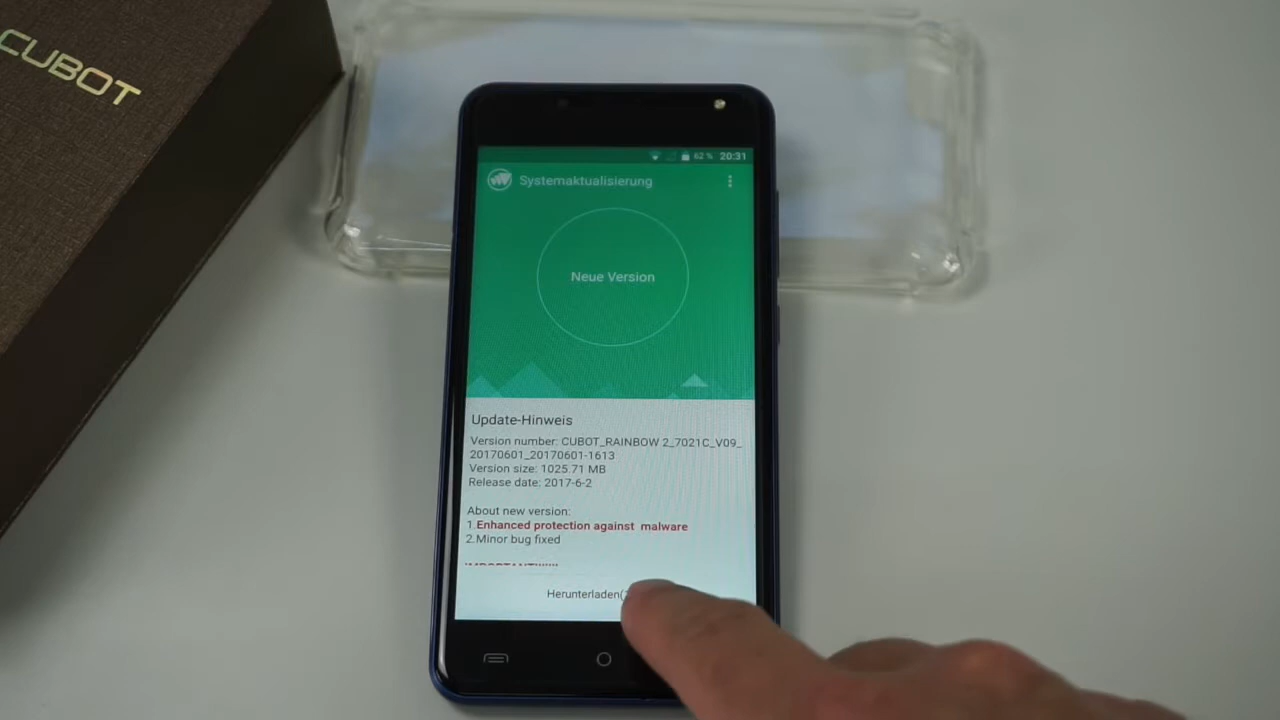 CUBOT
62 % 20:31
Systemaktualisierung
Neue Version
Update-Hinweis
Version number: CUBOT_RAINBOW 2_7021C_V09_
20170601_20170601-1613
Version size: 1025.71 MB
Release date: 2017-6-2
About new version:
1.Enhanced protection against malware
2.Minor bug fixed
Herunterladen(